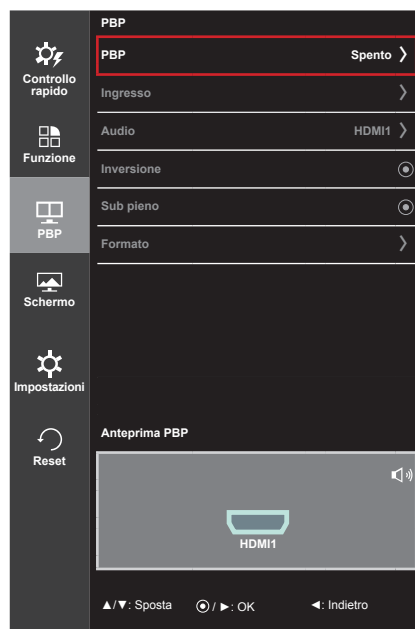 Controllo
rapido
Funzione
PBP
Schermo
Impostazioni
Reset
PBP
PBP Spento
Ingresso
Audio HDMI1
Inversione
Sub pieno
Formato
Anteprima PBP
HDMI1
▲/▼: Sposta ⦿/ ►: OK ◄: Indietro